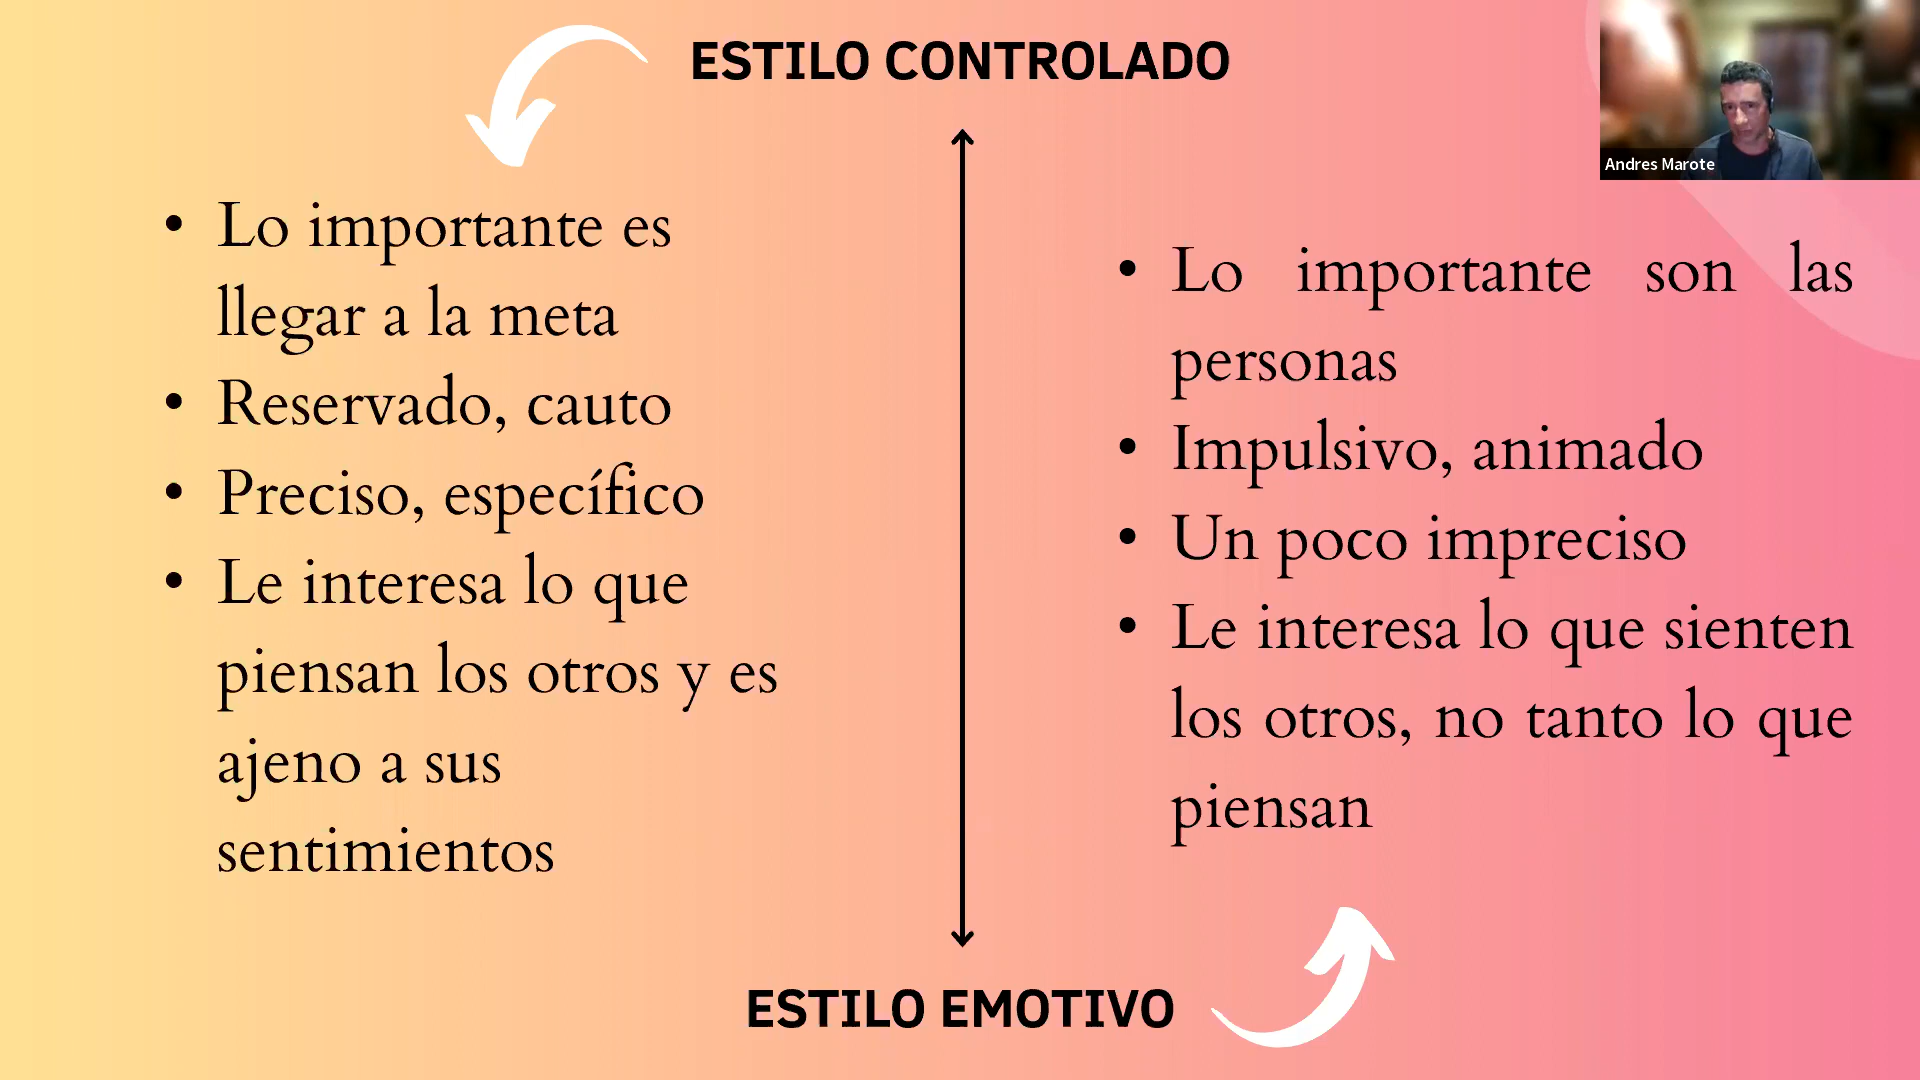 ESTILO CONTROLADO
Andres Marote
• Lo importante es
llegar a la meta
• Reservado, cauto
• Preciso, específico
• Le interesa lo que
piensan los otros y es
ajeno a sus
sentimientos
• Lo importante son las
personas
• Impulsivo, animado
• Un poco impreciso
• Le interesa lo que sienten
los otros, no tanto lo que
piensan
ESTILO EMOTIVO